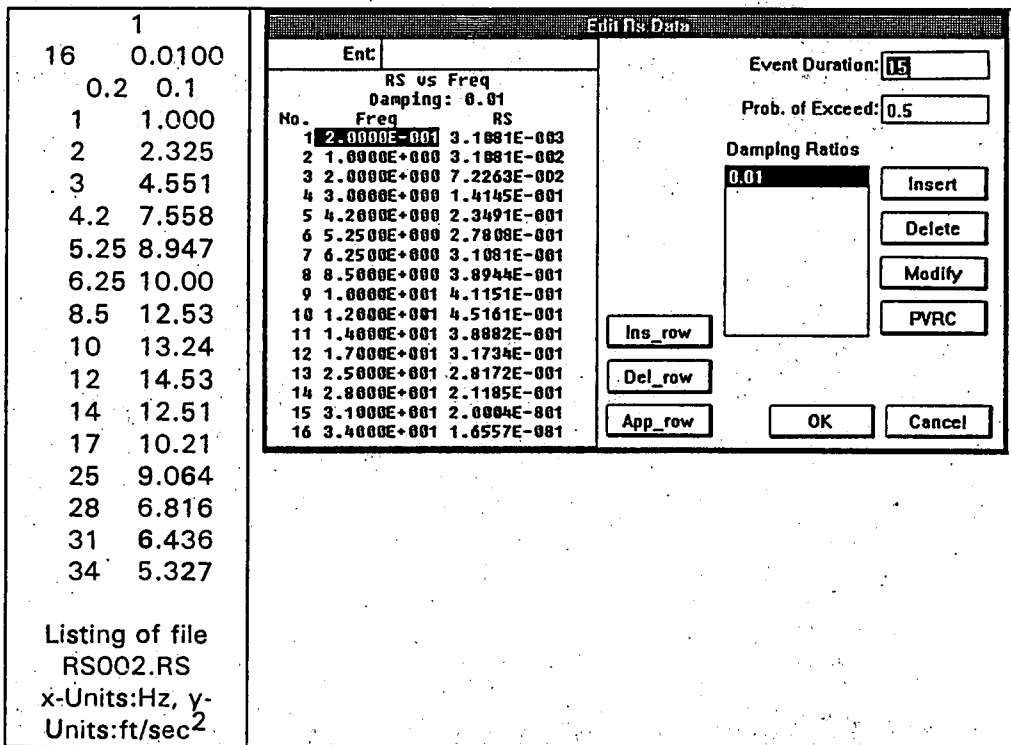 1
16 0.0100
0.2 0.1
1 1.000
2 2.325
3 4.551
4.2 7.558
5.25 8.947
6.25 10.00
8.5 12.53
10 13.24
12 14.53
14 12.51
17 10.21
25 9.064
28 6.816
31 6.436
34 5.327
Listing of file
RS002.RS
x-Units:Hz, y-
Units:ft/sec²
Edit Rs Data
Ent:
RS vs Freq
Damping: 0.01
No. Freq RS
1 2.0000E-001 3.1081E-003
2 1.0000E+000 3.1081E-002
3 2.0000E+000 7.2263E-002
4 3.0000E+000 1.4145E-001
5 4.2000E+000 2.3491E-001
6 5.2500E+000 2.7808E-001
7 6.2500E+000 3.1081E-001
8 8.5000E+000 3.8944E-001
9 1.0000E+001 4.1151E-001
10 1.2000E+001 4.5161E-001
11 1.4000E+001 3.8882E-001
12 1.7000E+001 3.1734E-001
13 2.5000E+001 2.8172E-001
14 2.8000E+001 2.1185E-001
15 3.1000E+001 2.0004E-001
16 3.4000E+001 1.6557E-001
Ins_row
Del_row
App_row
Event Duration: 15
Prob. of Exceed: 0.5
Damping Ratios
0.01
Insert
Delete
Modify
PVRC
OK
Cancel